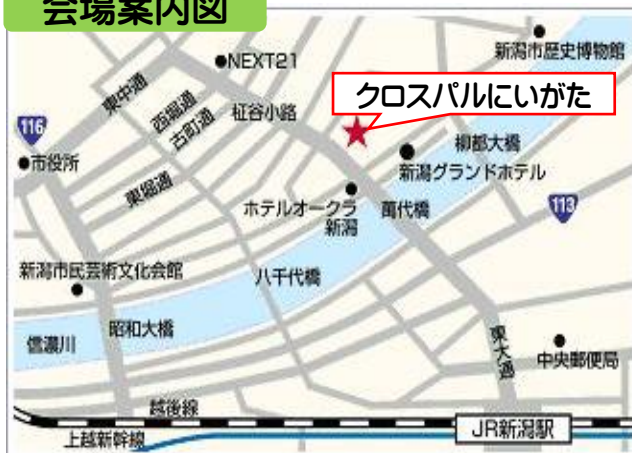 会場案内図
NEXT21
新潟市歴史博物館
東中通
西堀通
古町通
柾谷小路
クロスパルにいがた
116
市役所
東堀通
柳都大橋
新潟グランドホテル
ホテルオークラ
新潟
萬代橋
113
新潟市民芸術文化会館
八千代橋
昭和大橋
信濃川
東大通
中央郵便局
越後線
JR新潟駅
上越新幹線